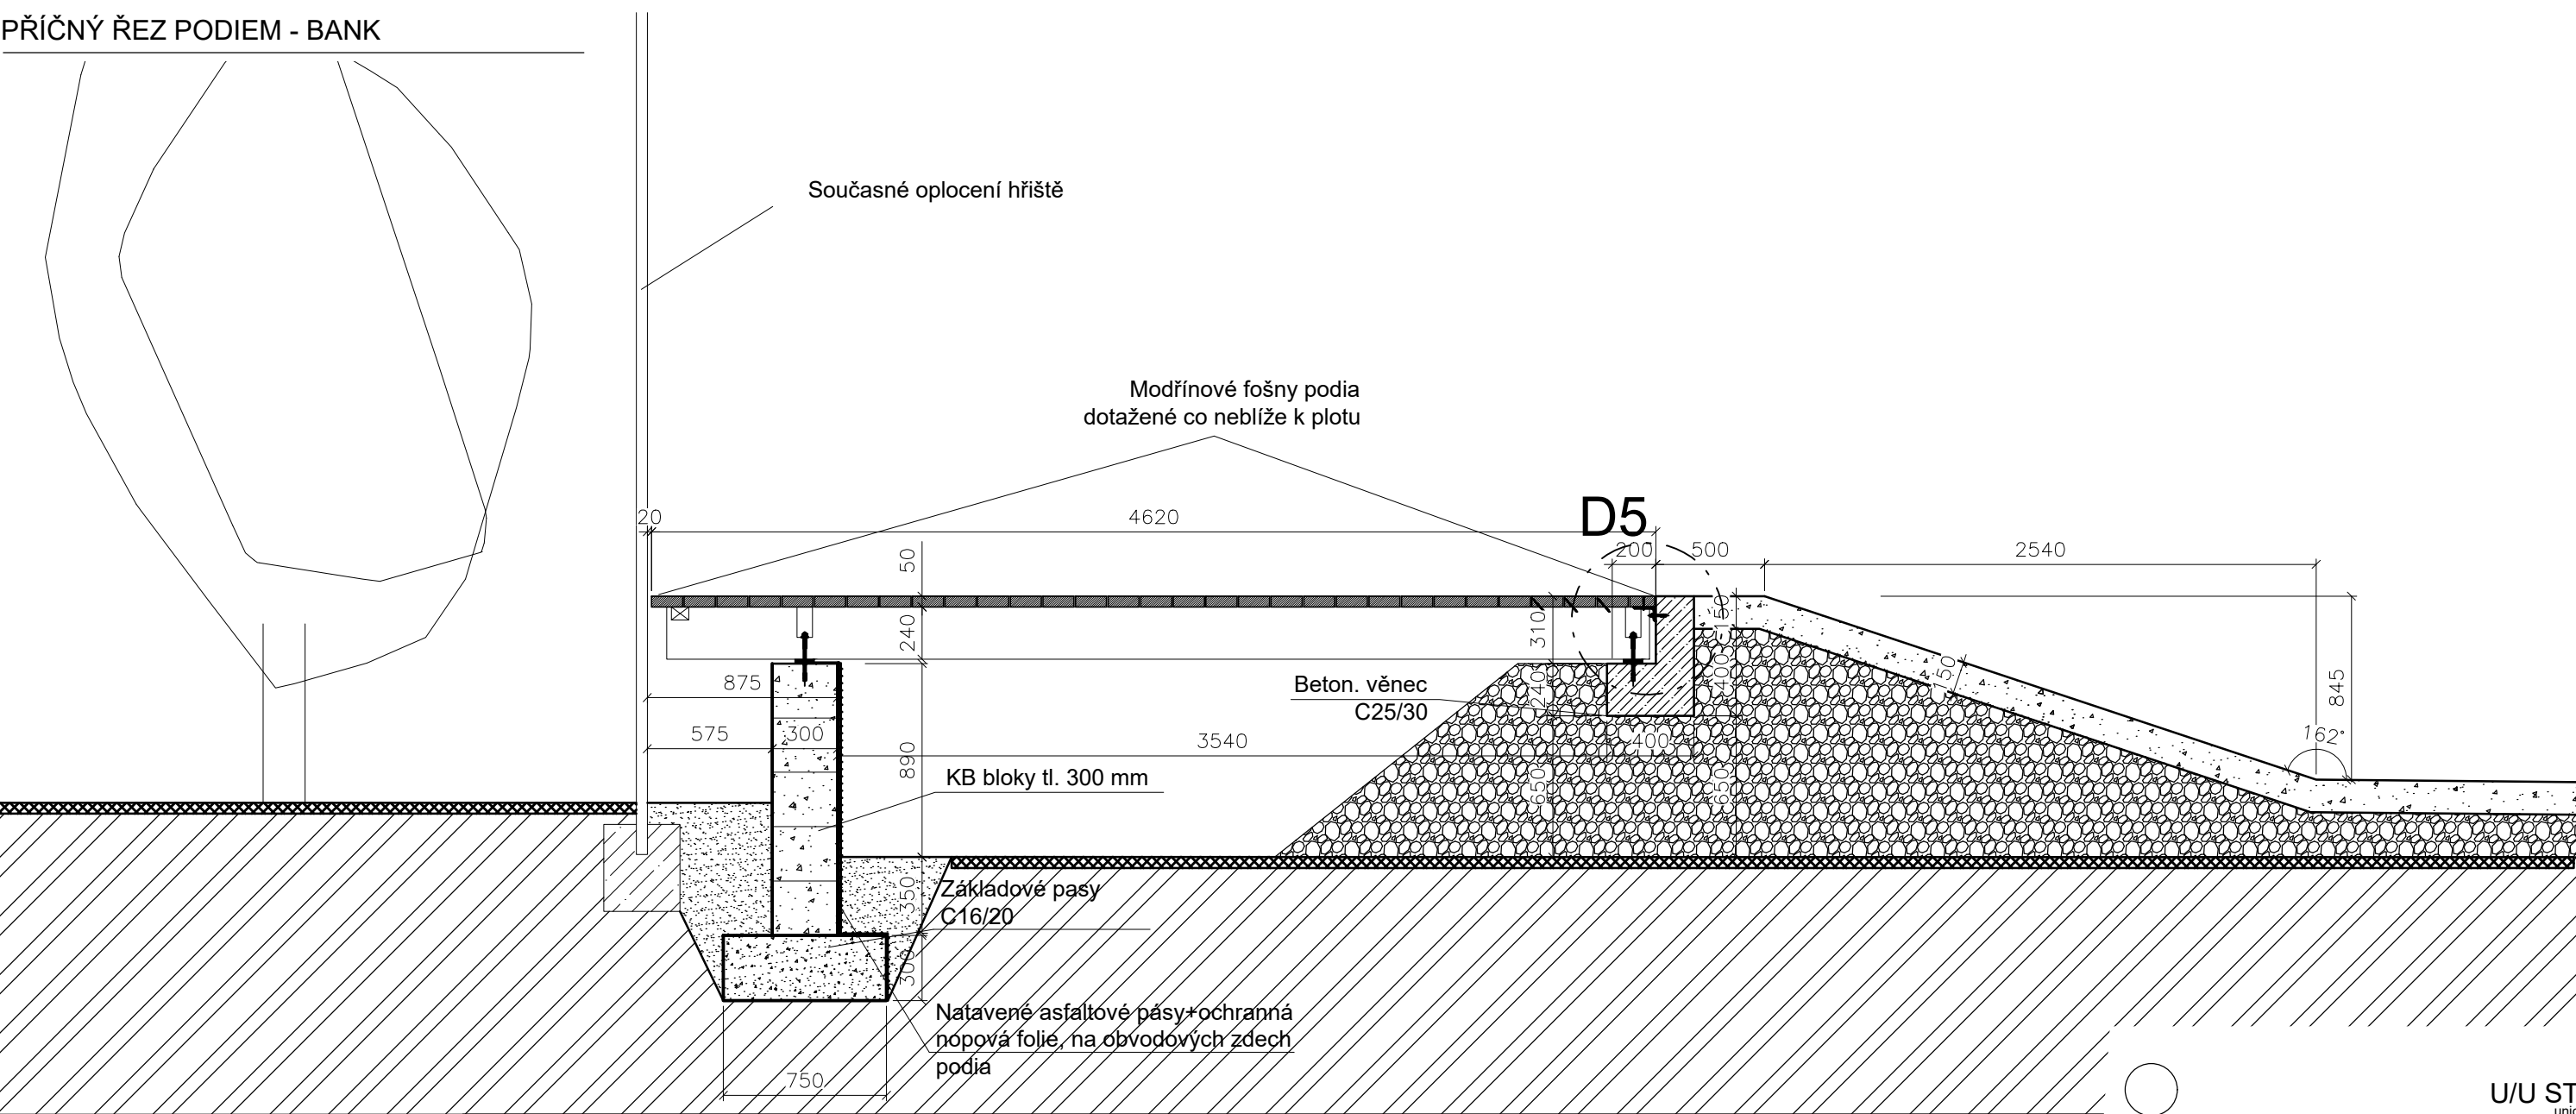 PŘÍČNÝ ŘEZ PODIEM - BANK
Současné oplocení hřiště
Modřínové fošny podia
dotažené co neblíže k plotu
D5
20
4620
200
500
2540
50
240
310
150
875
Beton. věnec
C25/30
240
400
150
845
575
300
3540
400
162°
890
KB bloky tl. 300 mm
650
650
350
Základové pasy
C16/20
300
Natavené asfaltové pásy+ochranná
nopová folie, na obvodových zdech
podia
750
U/U ST